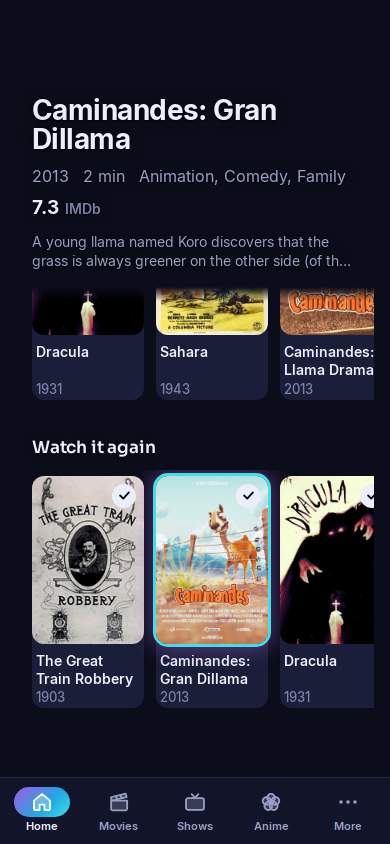 Caminandes: Gran
Dillama
2013 2 min Animation, Comedy, Family
7.3 IMDb
A young llama named Koro discovers that the
grass is always greener on the other side (of th…
A COLUMBIA PICTURE
Caminandes
Dracula
Sahara
Caminandes:
Llama Drama
1931
1943
2013
Watch it again
THE GREAT TRAIN
ROBBERY
Caminandes
DRACULA
The Great
Train Robbery
Caminandes:
Gran Dillama
Dracula
1903
2013
1931
Home
Movies
Shows
Anime
More